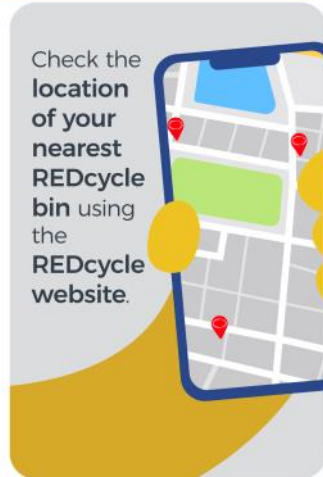 Check the
location
of your
nearest
REDcycle
bin using
the
REDcycle
website.